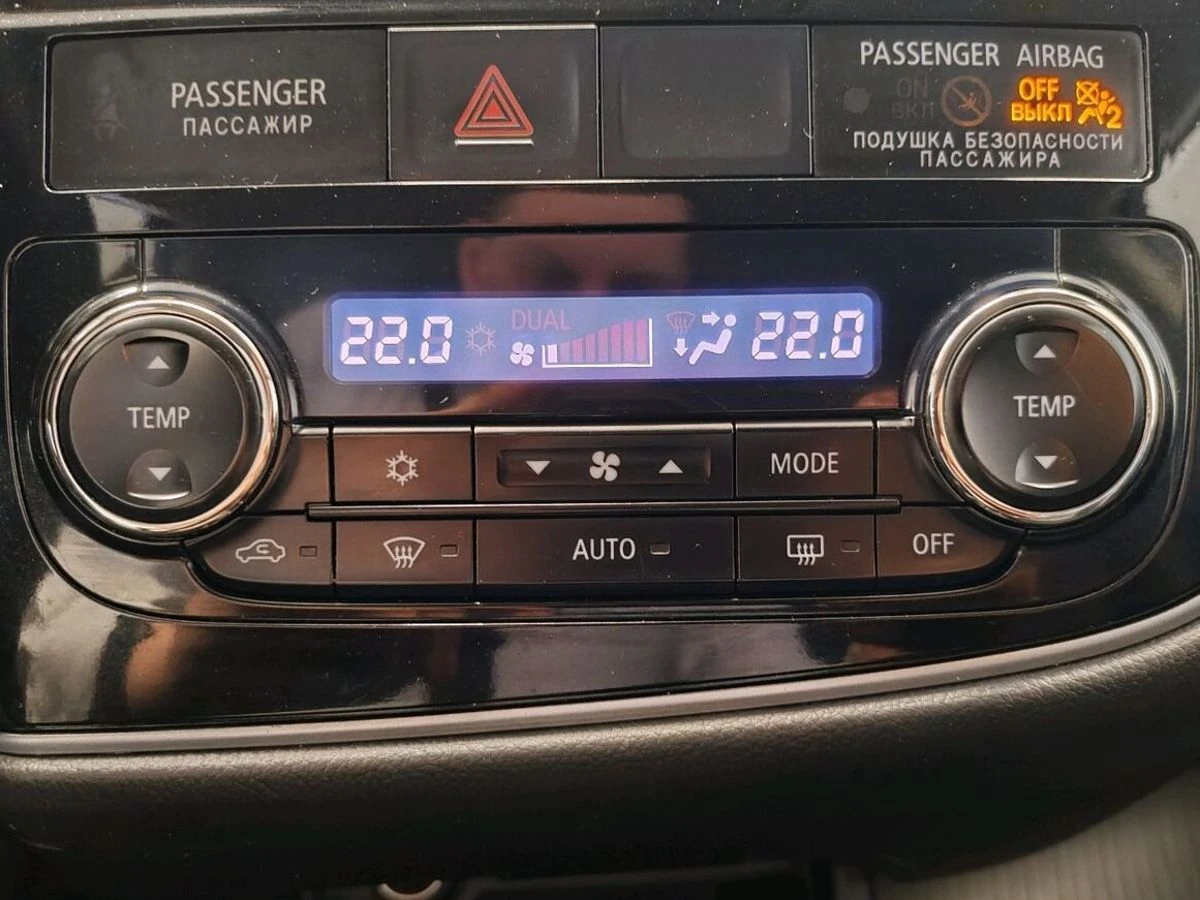 PASSENGER
ПАССАЖИР
PASSENGER AIRBAG
ON OFF
ВКЛ ВЫКЛ 2
ПОДУШКА БЕЗОПАСНОСТИ
ПАССАЖИРА
22.0 DUAL 22.0
TEMP
TEMP
MODE
AUTO
OFF